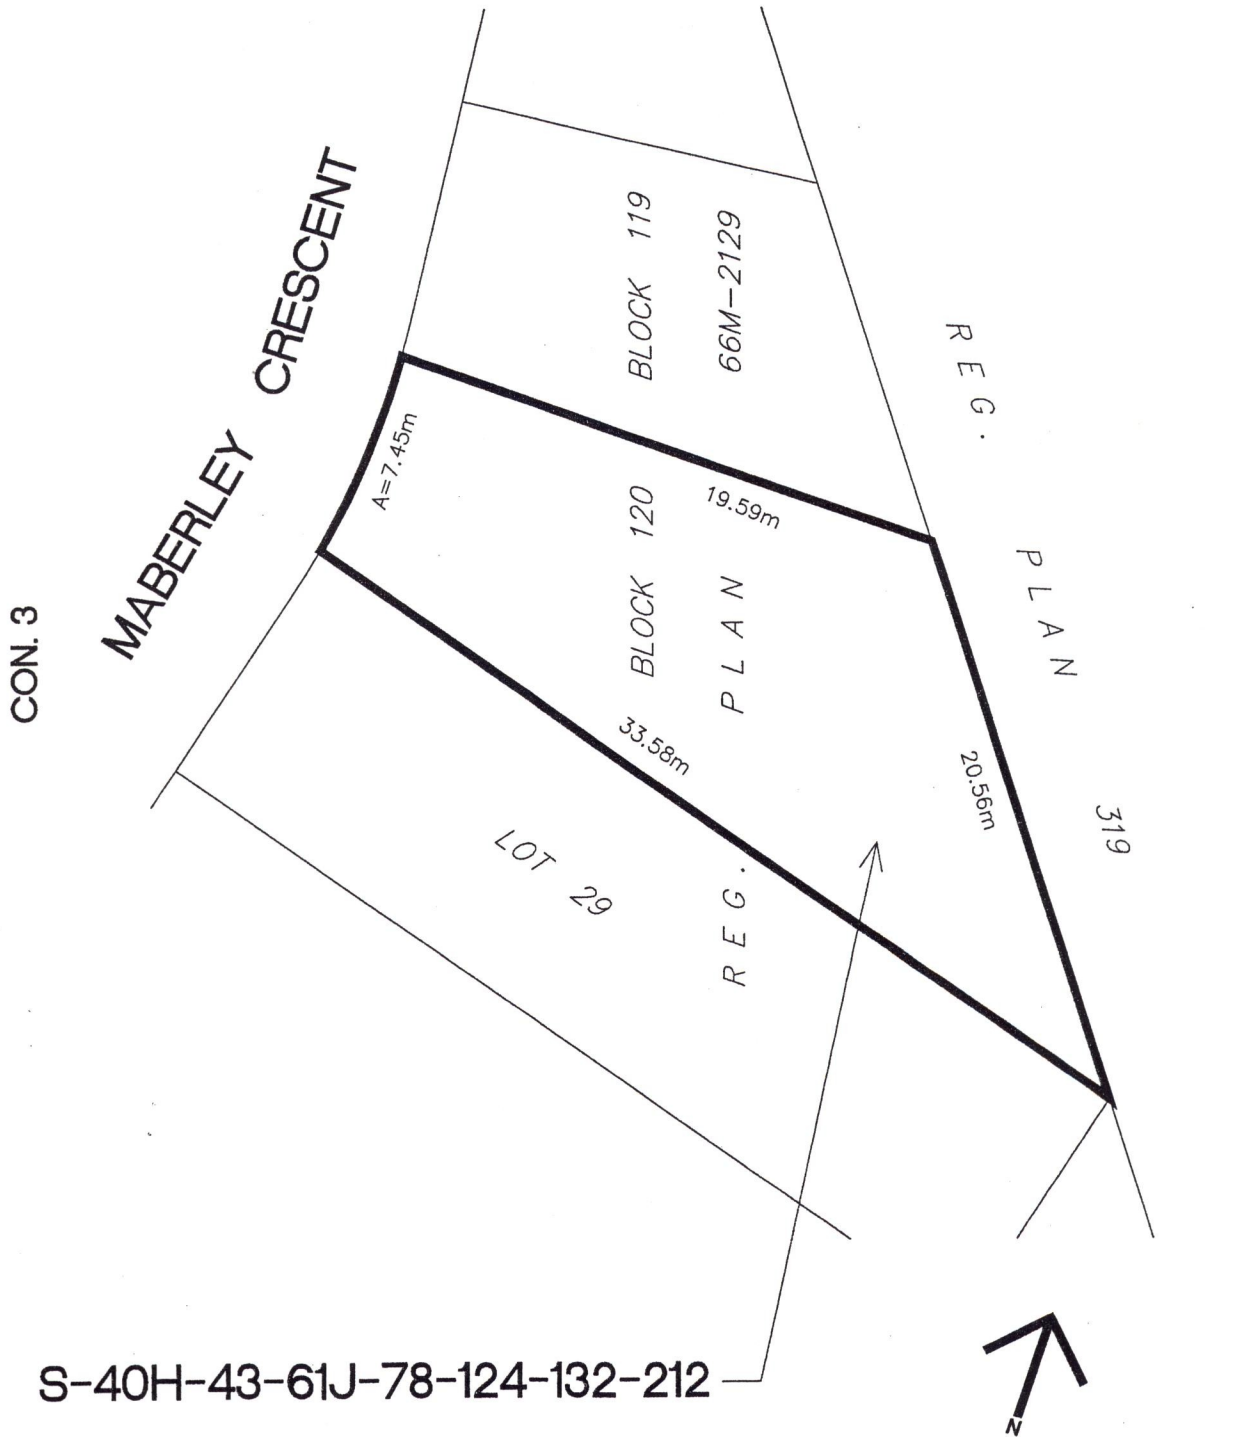 MABERLEY CRESCENT
CON. 3
BLOCK 119
66M-2129
REG. PLAN 319
A=7.45m
19.59m
BLOCK 120
REG. PLAN
33.58m
20.56m
LOT 29
S-40H-43-61J-78-124-132-212
N